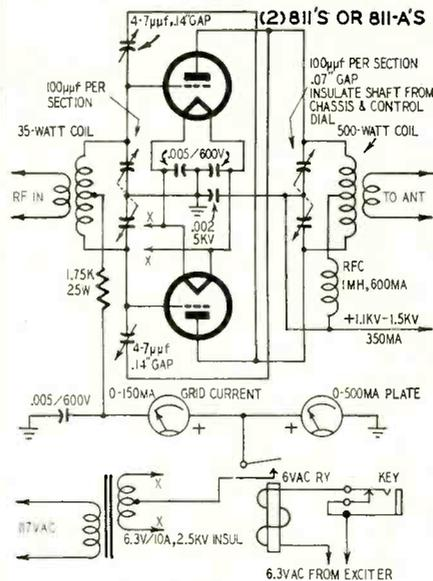 (2) 811'S OR 811-A'S
4-7µµf, .14" GAP
100µµf PER
SECTION
100µµf PER SECTION
.07" GAP
INSULATE SHAFT FROM
CHASSIS & CONTROL
DIAL
35-WATT COIL
500-WATT COIL
.005/600V
RF IN
TO ANT
X
X
.002
5KV
1.75K
25W
RFC
1MH, 600MA
+1.1KV-1.5KV
350MA
4-7µµf
.14" GAP
.005/600V
0-150MA
GRID CURRENT
0-500MA PLATE
+
+
X
X
6VAC RY
KEY
117VAC
6.3V/10A, 2.5KV INSUL
6.3VAC FROM EXCITER